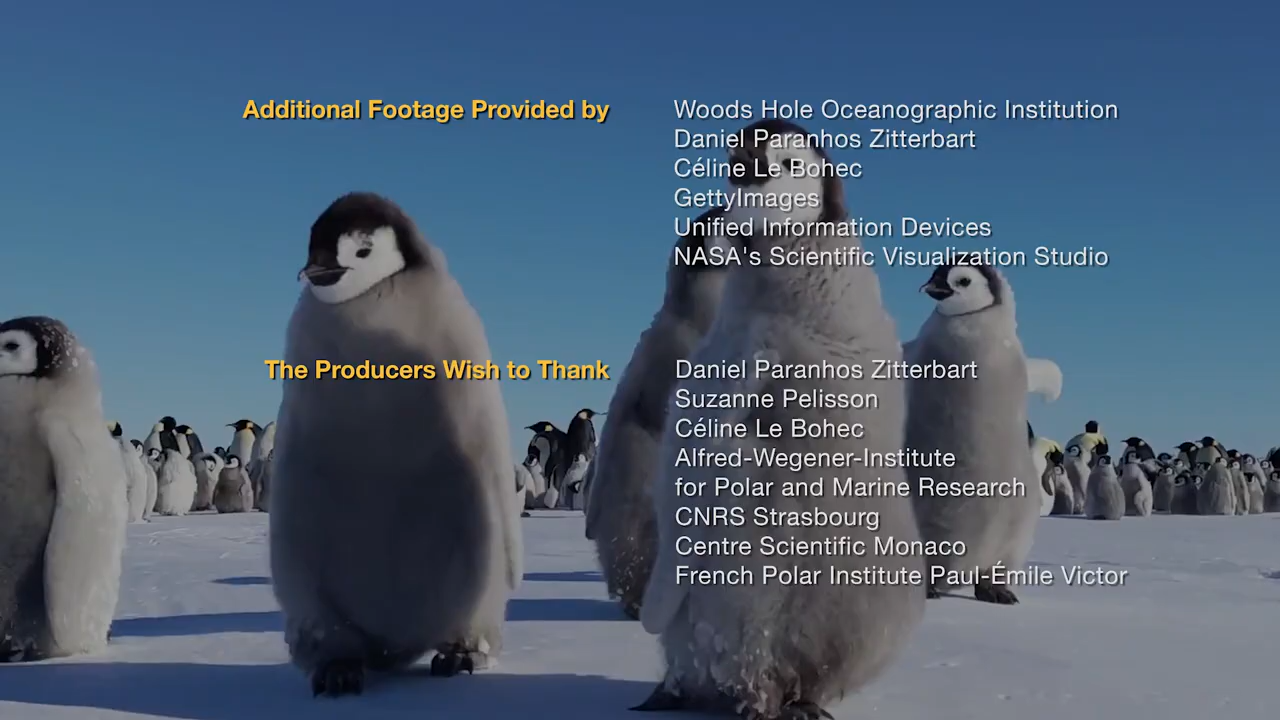 Additional Footage Provided by
Woods Hole Oceanographic Institution
Daniel Paranhos Zitterbart
Céline Le Bohec
GettyImages
Unified Information Devices
NASA's Scientific Visualization Studio
The Producers Wish to Thank
Daniel Paranhos Zitterbart
Suzanne Pelisson
Céline Le Bohec
Alfred-Wegener-Institute
for Polar and Marine Research
CNRS Strasbourg
Centre Scientific Monaco
French Polar Institute Paul-Émile Victor